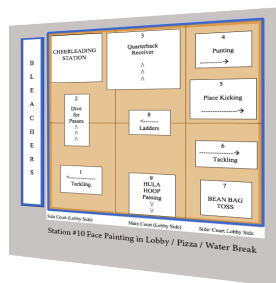 B
L
E
A
C
H
E
R
S
CHEERLEADING
STATION
3
Quarterback
Receiver
^
^
^
4
Punting
----------->
5
Place Kicking
----------->
2
Dive
for
Passes
^
^
^
8
<-------
Ladders
6
----------->
Tackling
1
<-------
Tackling
9
HULA
HOOP
Passing
V
V
7
BEAN BAG
TOSS
Side Court (Lobby Side)
Main Court (Lobby Side)
Side Court Lobby Side
Station #10 Face Painting in Lobby / Pizza / Water Break